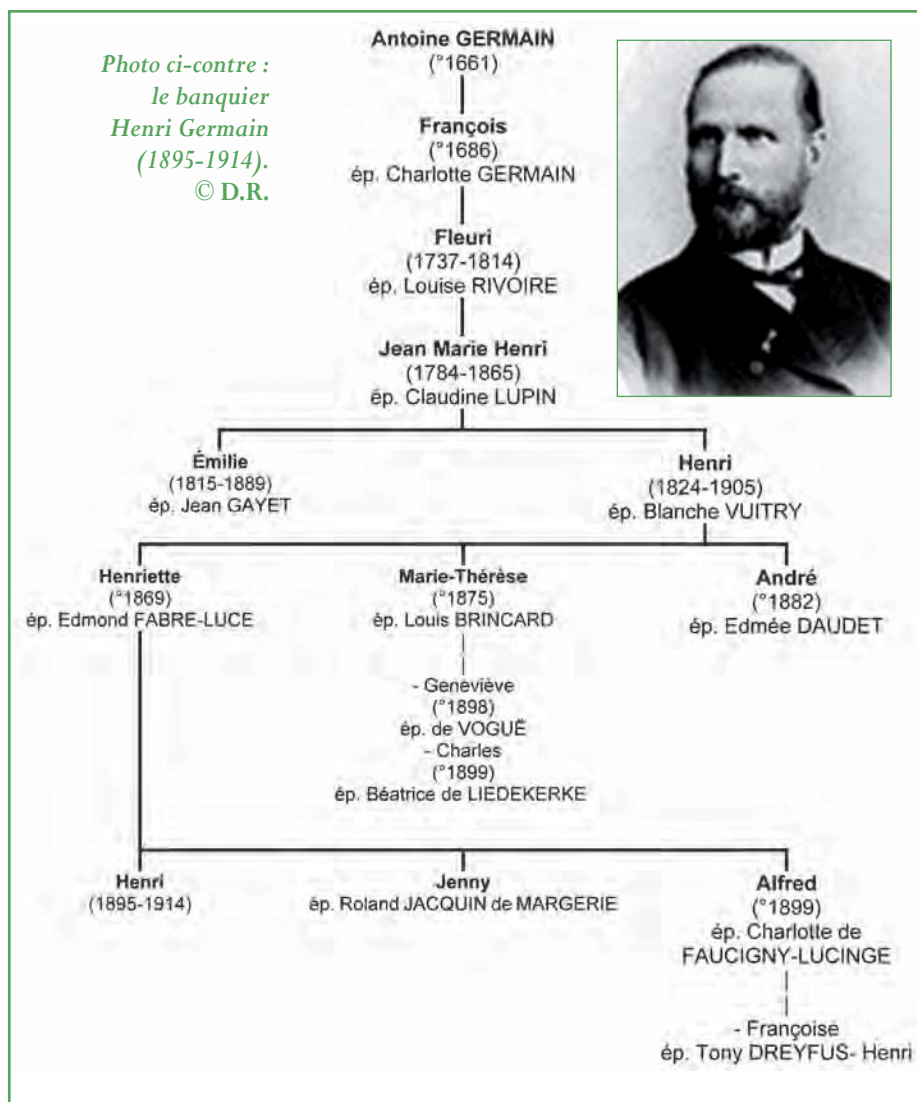 Photo ci-contre :
le banquier
Henri Germain
(1895-1914).
© D.R.
Antoine GERMAIN
(°1661)
François
(°1686)
ép. Charlotte GERMAIN
Fleuri
(1737-1814)
ép. Louise RIVOIRE
Jean Marie Henri
(1784-1865)
ép. Claudine LUPIN
Émilie
(1815-1889)
ép. Jean GAYET
Henri
(1824-1905)
ép. Blanche VUITRY
Henriette
(°1869)
ép. Edmond FABRE-LUCE
Marie-Thérèse
(°1875)
ép. Louis BRINCARD
- Geneviève
(°1898)
ép. de VOGUË
- Charles
(°1899)
ép. Béatrice de LIEDEKERKE
André
(°1882)
ép. Edmée DAUDET
Henri
(1895-1914)
Jenny
ép. Roland JACQUIN de MARGERIE
Alfred
(°1899)
ép. Charlotte de
FAUCIGNY-LUCINGE
- Françoise
ép. Tony DREYFUS- Henri